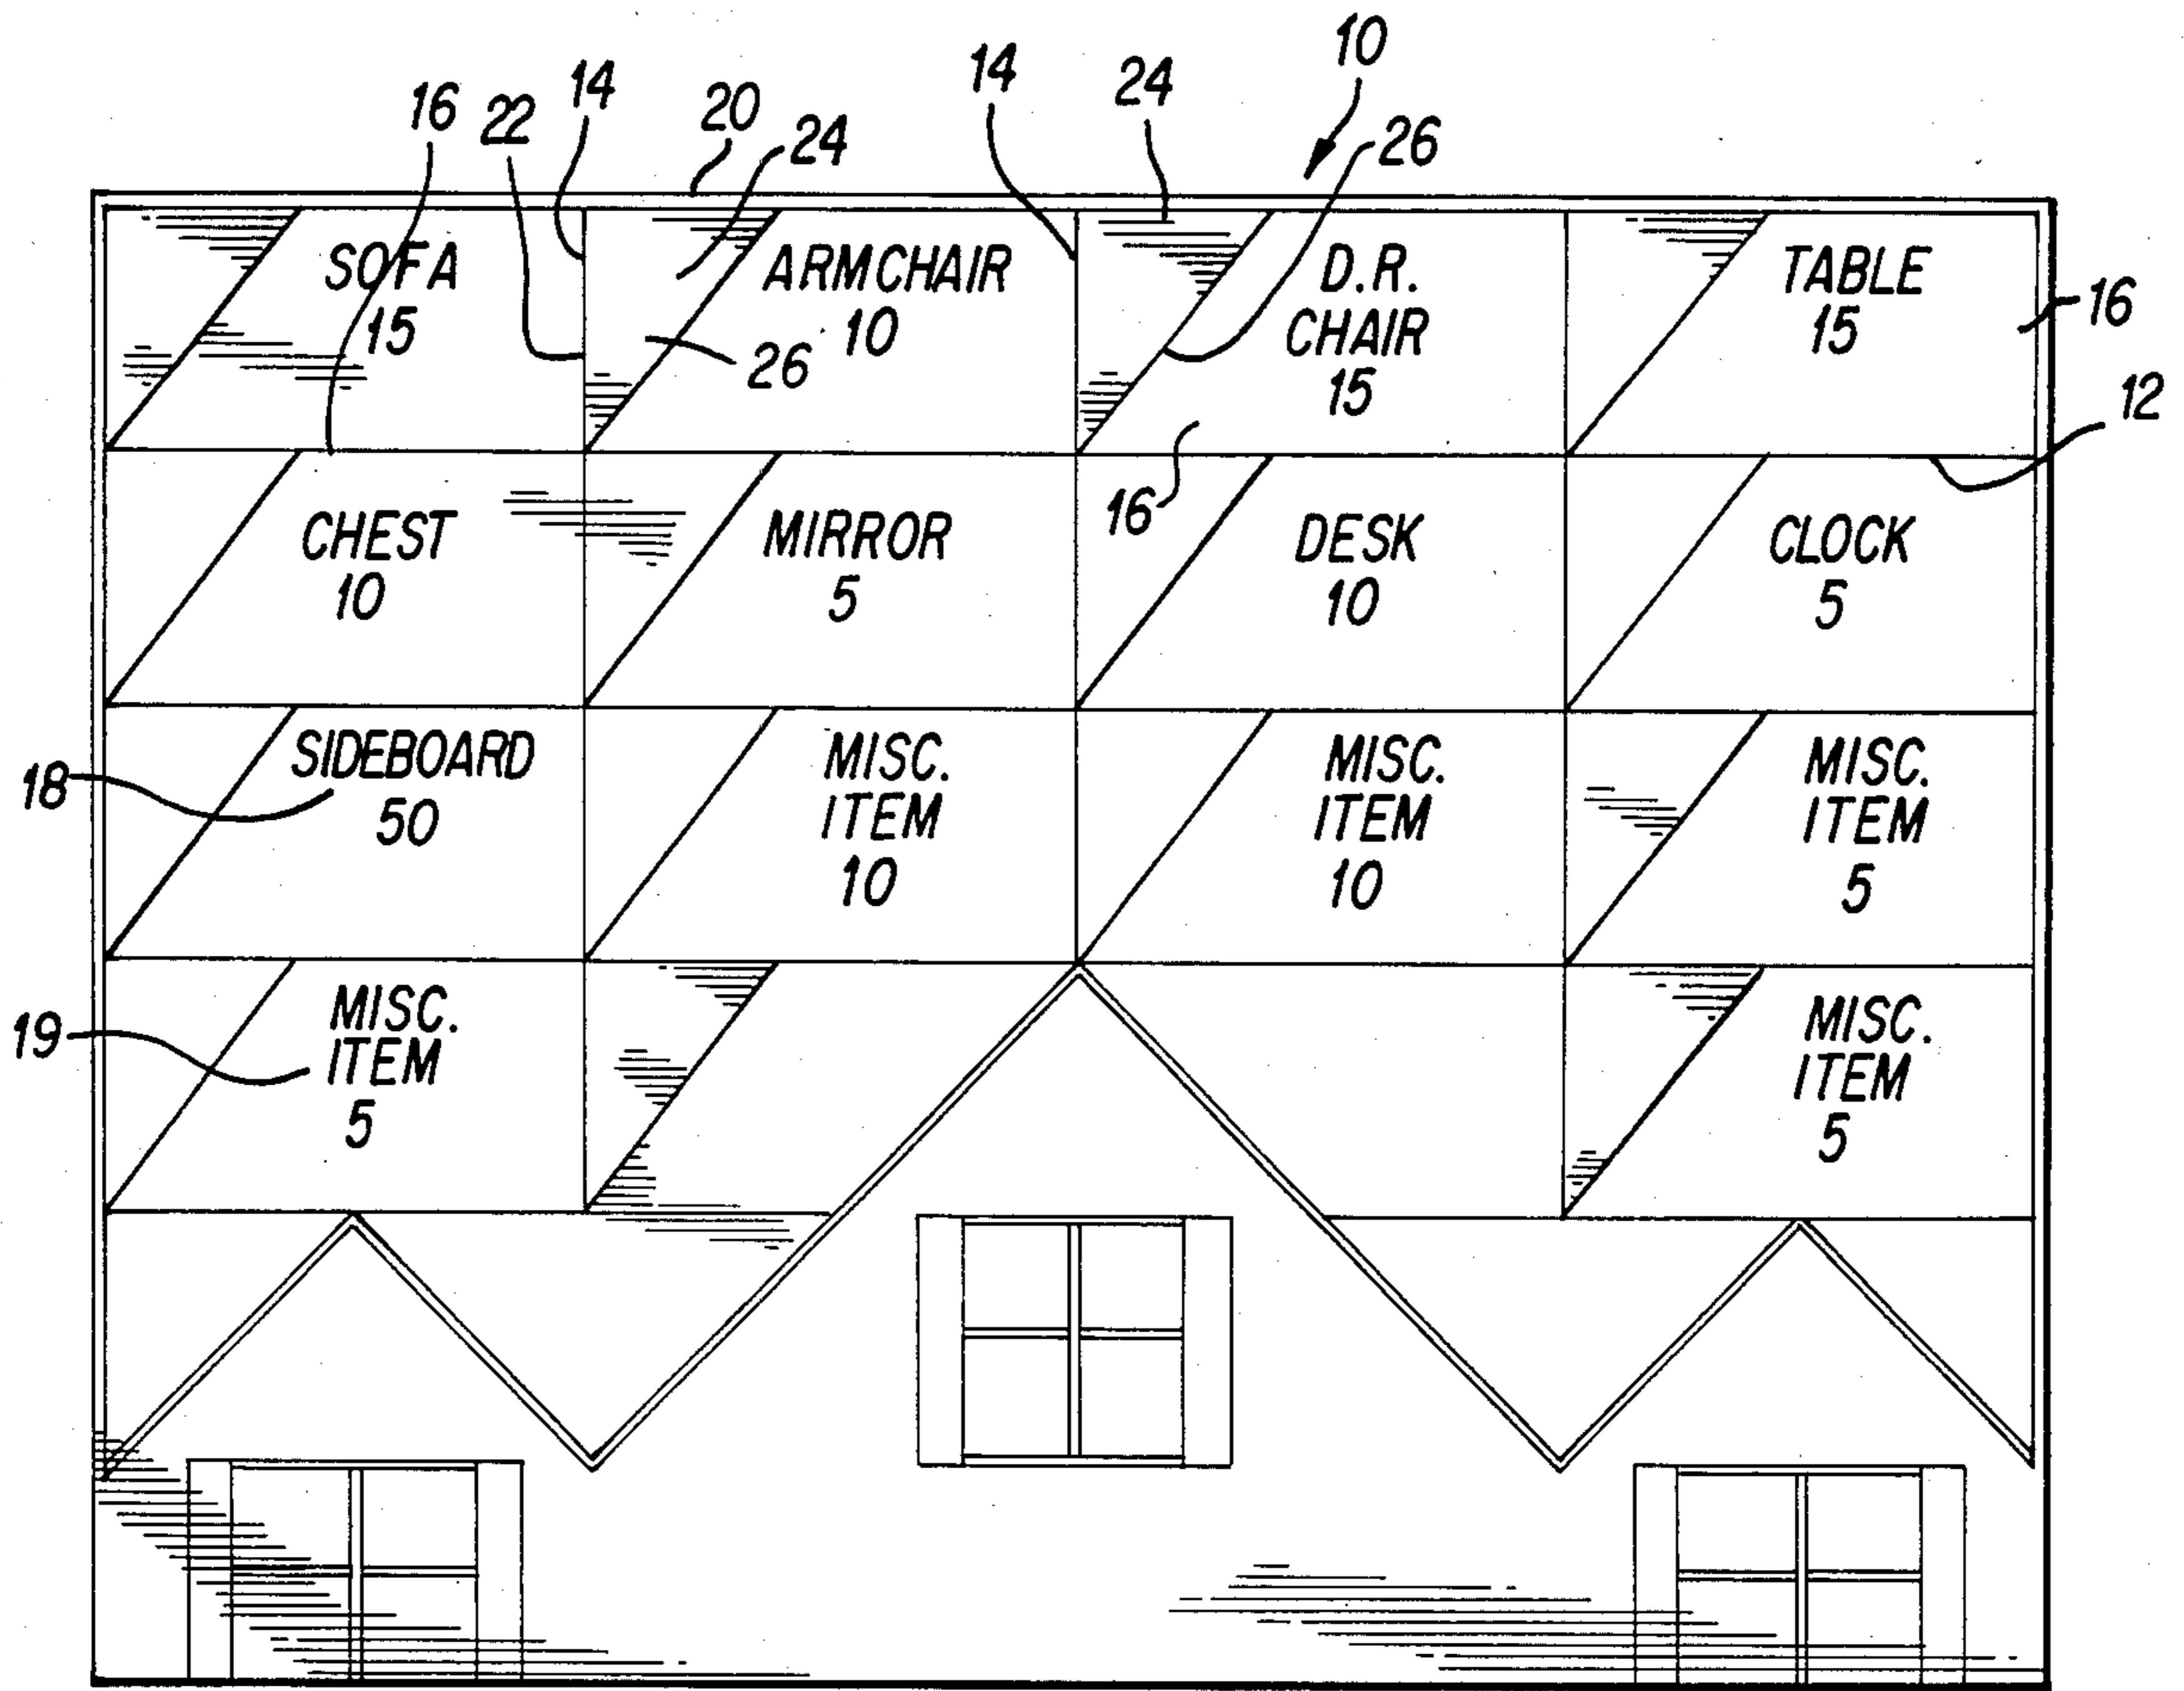 10
14
14
24
16
22
20
24
26
SOFA
15
ARMCHAIR
10
26
D.R.
CHAIR
15
16
TABLE
15
16
12
CHEST
10
MIRROR
5
DESK
10
CLOCK
5
18
SIDEBOARD
50
MISC.
ITEM
10
MISC.
ITEM
10
MISC.
ITEM
5
19
MISC.
ITEM
5
MISC.
ITEM
5